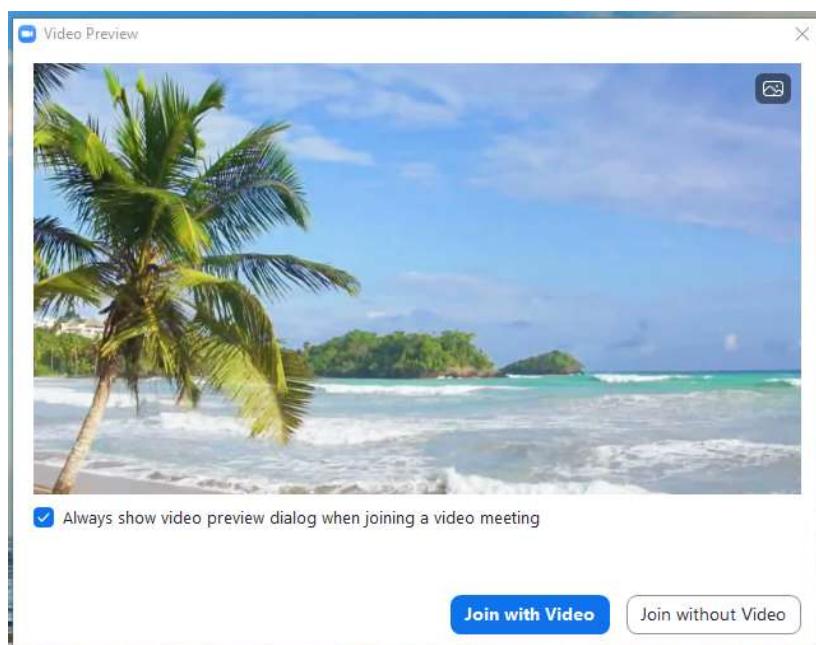 Video Preview
Always show video preview dialog when joining a video meeting
Join with Video
Join without Video